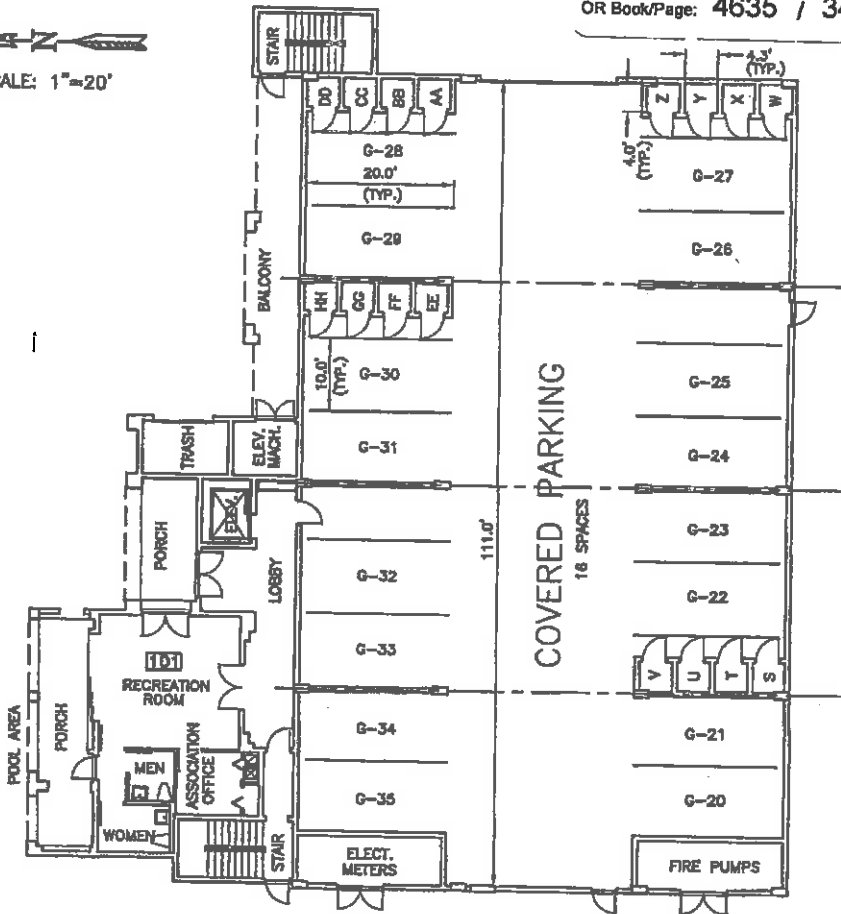 OR Book/Page: 4635 / 34
N
ALE: 1"=20'
STAIR
DD
CC
BB
AA
4.3'
(TYP.)
Z
Y
X
W
4.0'
(TYP.)
G-28
20.0'
(TYP.)
G-29
G-27
G-26
BALCONY
HH
GG
FF
EE
10.0'
(TYP.)
G-30
G-31
G-25
G-24
TRASH
ELEV.
MACH.
ELEV.
PORCH
LOBBY
COVERED PARKING
16 SPACES
111.0'
G-32
G-33
G-23
G-22
V
U
T
S
101
RECREATION
ROOM
POOL AREA
PORCH
MEN
WOMEN
ASSOCIATION
OFFICE
STAIR
G-34
G-35
G-21
G-20
ELECT.
METERS
FIRE PUMPS